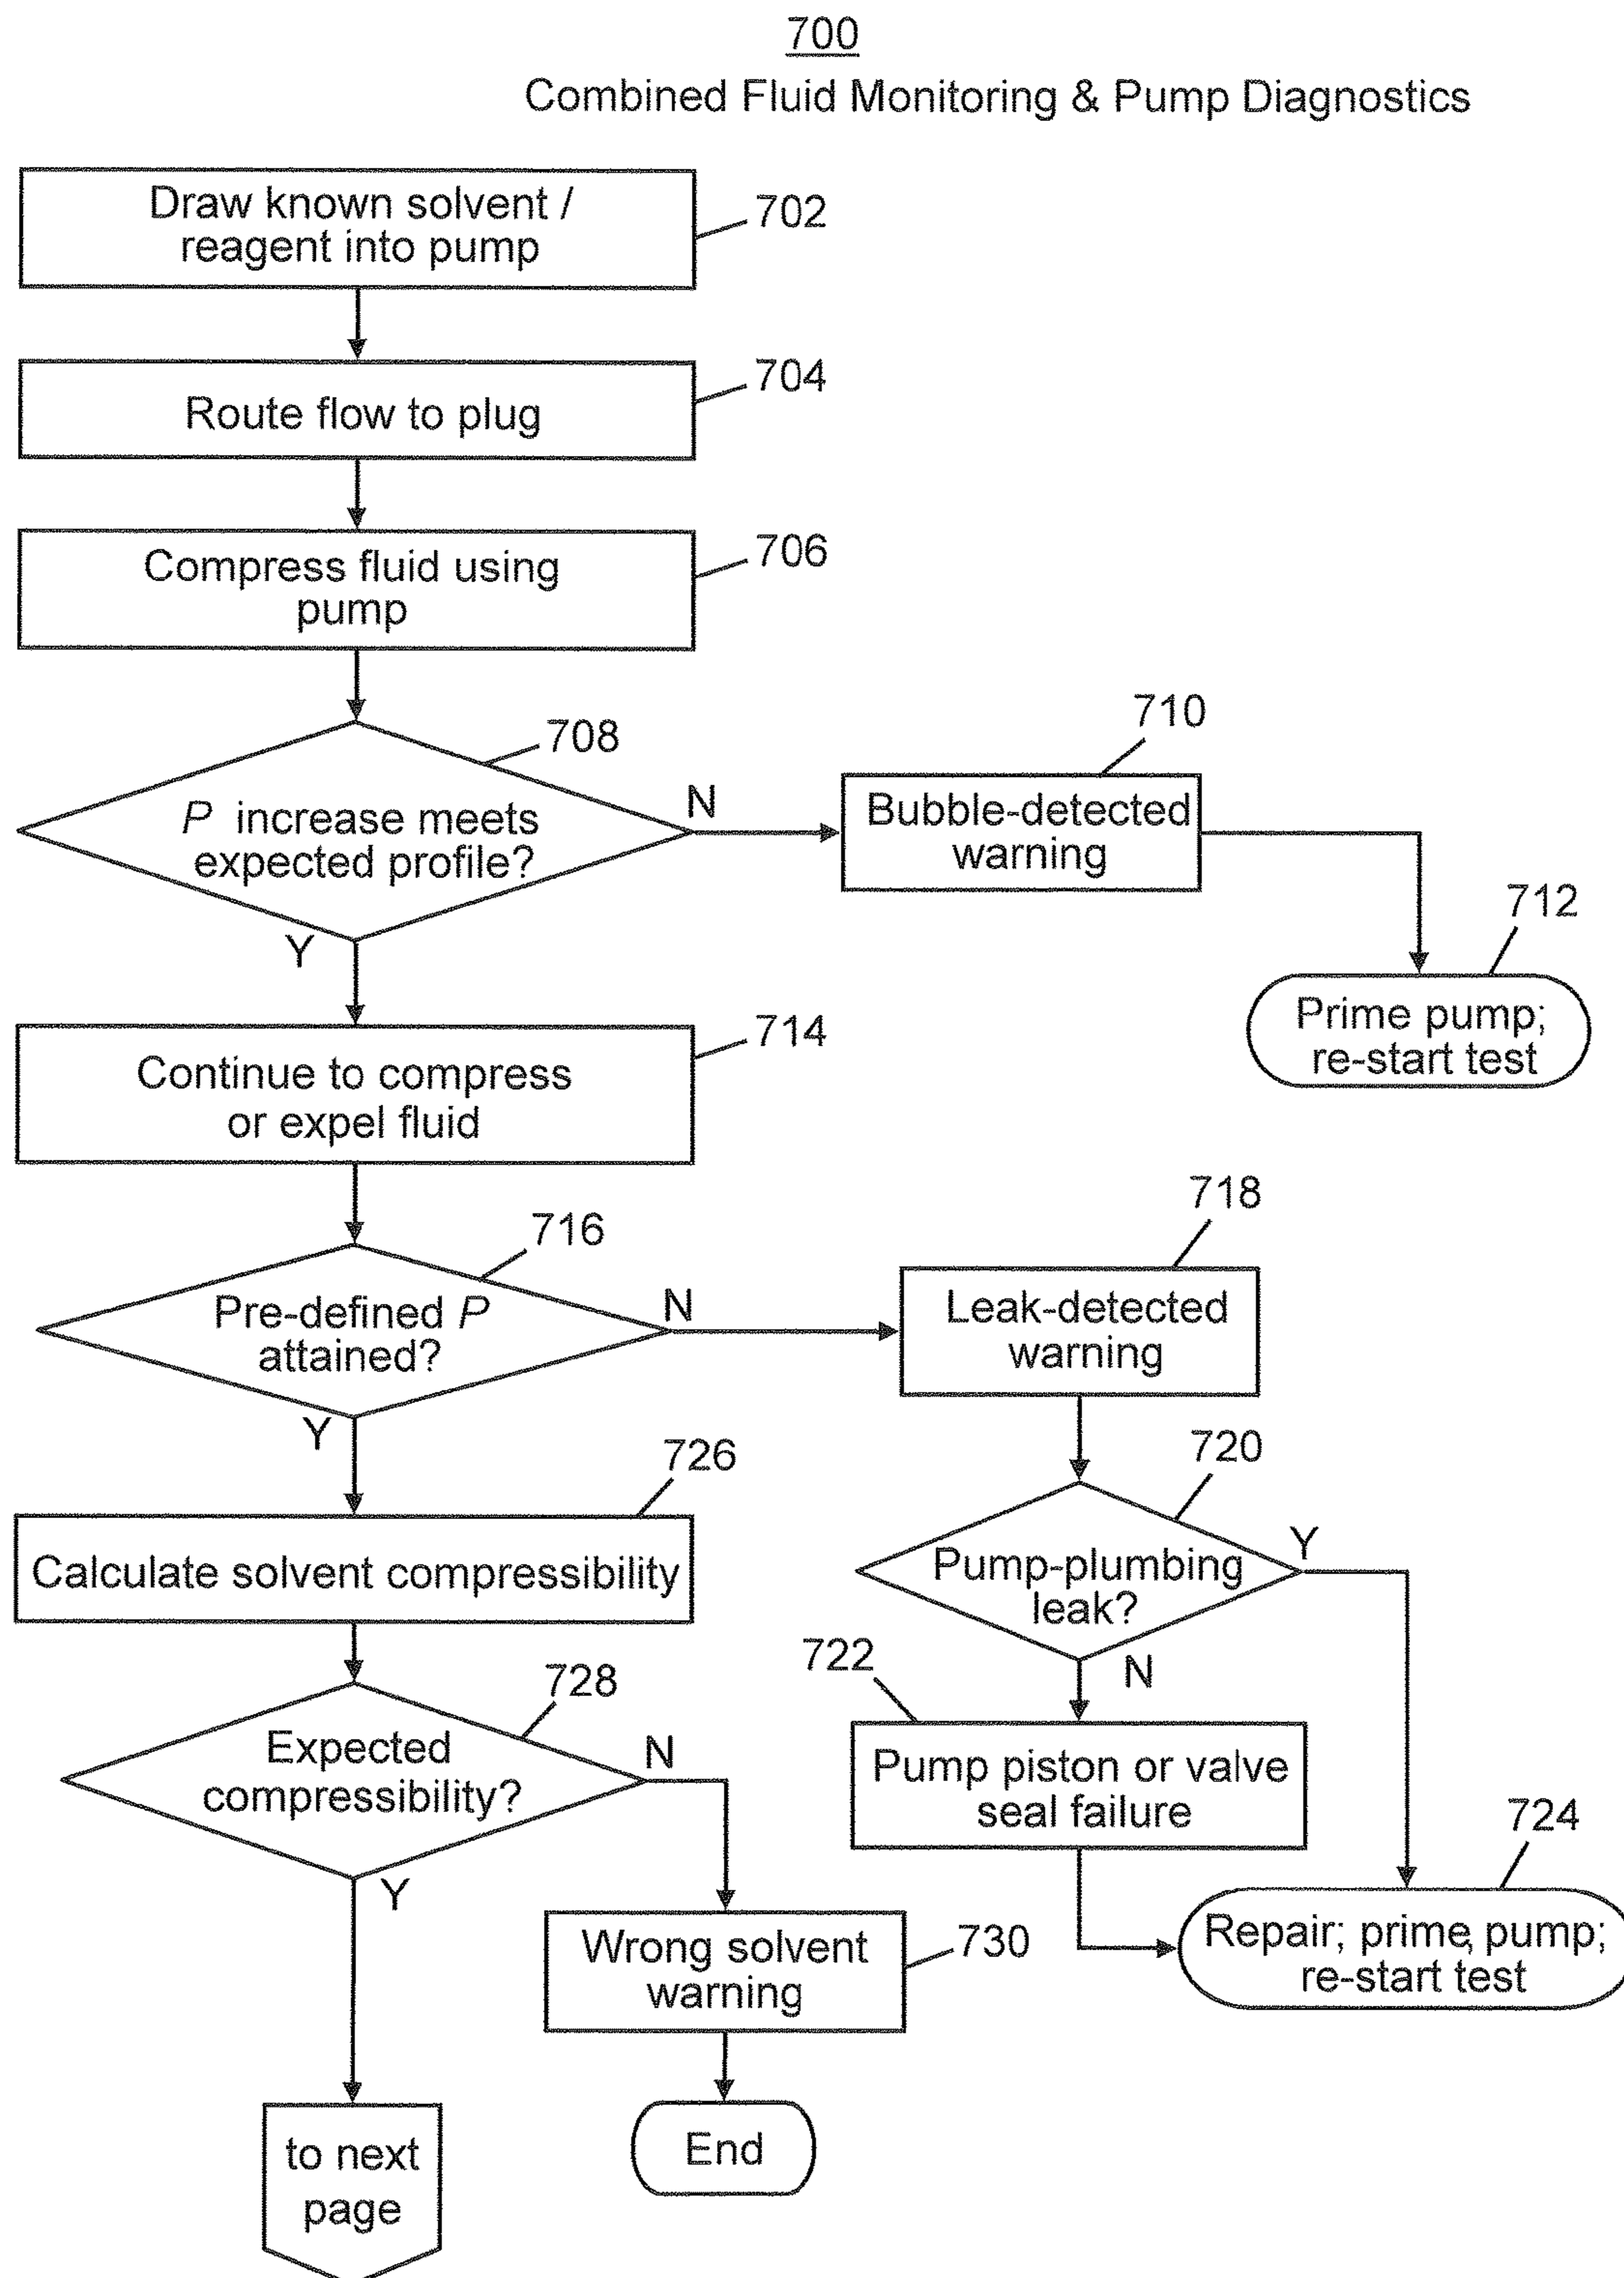 700
Combined Fluid Monitoring & Pump Diagnostics
Draw known solvent /
reagent into pump
702
Route flow to plug
704
Compress fluid using
pump
706
708
P increase meets
expected profile?
N
Y
710
Bubble-detected
warning
712
Prime pump;
re-start test
714
Continue to compress
or expel fluid
716
Pre-defined P
attained?
N
Y
718
Leak-detected
warning
720
Pump-plumbing
leak?
Y
N
722
Pump piston or valve
seal failure
724
Repair; prime, pump;
re-start test
726
Calculate solvent compressibility
728
Expected
compressibility?
N
Y
Wrong solvent
warning
730
End
to next
page